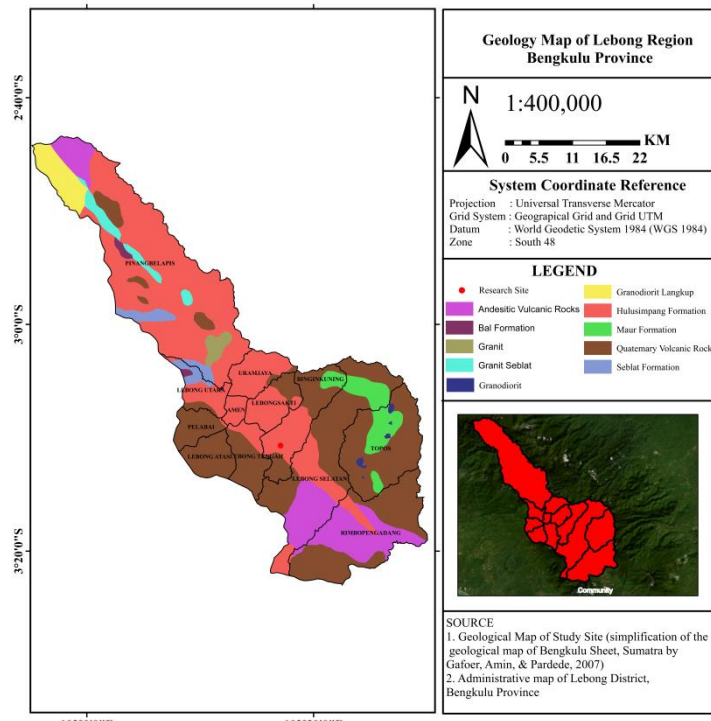 Geology Map of Lebong Region
Bengkulu Province
N
1:400,000
KM
0 5.5 11 16.5 22
System Coordinate Reference
Projection : Universal Transverse Mercator
Grid System : Geograpical Grid and Grid UTM
Datum : World Geodetic System 1984 (WGS 1984)
Zone : South 48
LEGEND
Research Site
Andesitic Vulcanic Rocks
Bal Formation
Granit
Granit Seblat
Granodiorit
Granodiorit Langkup
Hulusimpang Formation
Maur Formation
Quaternary Volcanic Rock
Seblat Formation
Community
SOURCE
1. Geological Map of Study Site (simplification of the
geological map of Bengkulu Sheet, Sumatra by
Gafoer, Amin, & Pardede, 2007)
2. Administrative map of Lebong District,
Bengkulu Province
2°40'0"S
3°0'0"S
3°20'0"S
PINANGBELAPIS
URAMJAYA
BINGINKUNING
LEBONG UTARA
AMEN
LEBONGSAKTI
PELABAI
TOPOS
LEBONG ATAS
LEBONG SELATAN
RIMBOPENGADANG